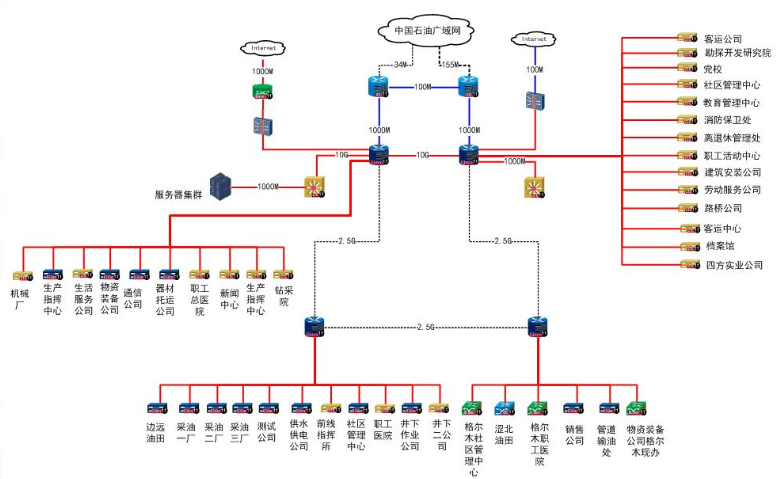 中国石油广域网
Internet
Internet
34M
155M
1000M
100M
100M
1000M
1000M
10G
10G
1000M
1000M
服务器集群
2.5G
2.5G
2.5G
客运公司
勘探开发研究院
党校
社区管理中心
教育管理中心
消防保卫处
离退休管理处
职工活动中心
建筑安装公司
劳动服务公司
路桥公司
客运中心
档案馆
四方实业公司
机械
厂
生产
指挥
中心
生活
服务
公司
物资
装备
公司
通信
公司
器材
托运
公司
职工
总医
院
新闻
中心
生产
指挥
中心
钻采
院
边远
油田
采油
一厂
采油
二厂
采油
三厂
测试
公司
供水
供电
公司
前线
指挥
所
社区
管理
中心
职工
医院
井下
作业
公司
井下
二公
司
格尔
木社
区管
理中
心
涩北
油田
格尔
木职
工医
院
销售
公司
管道
输油
处
物资装备
公司格尔
木现办